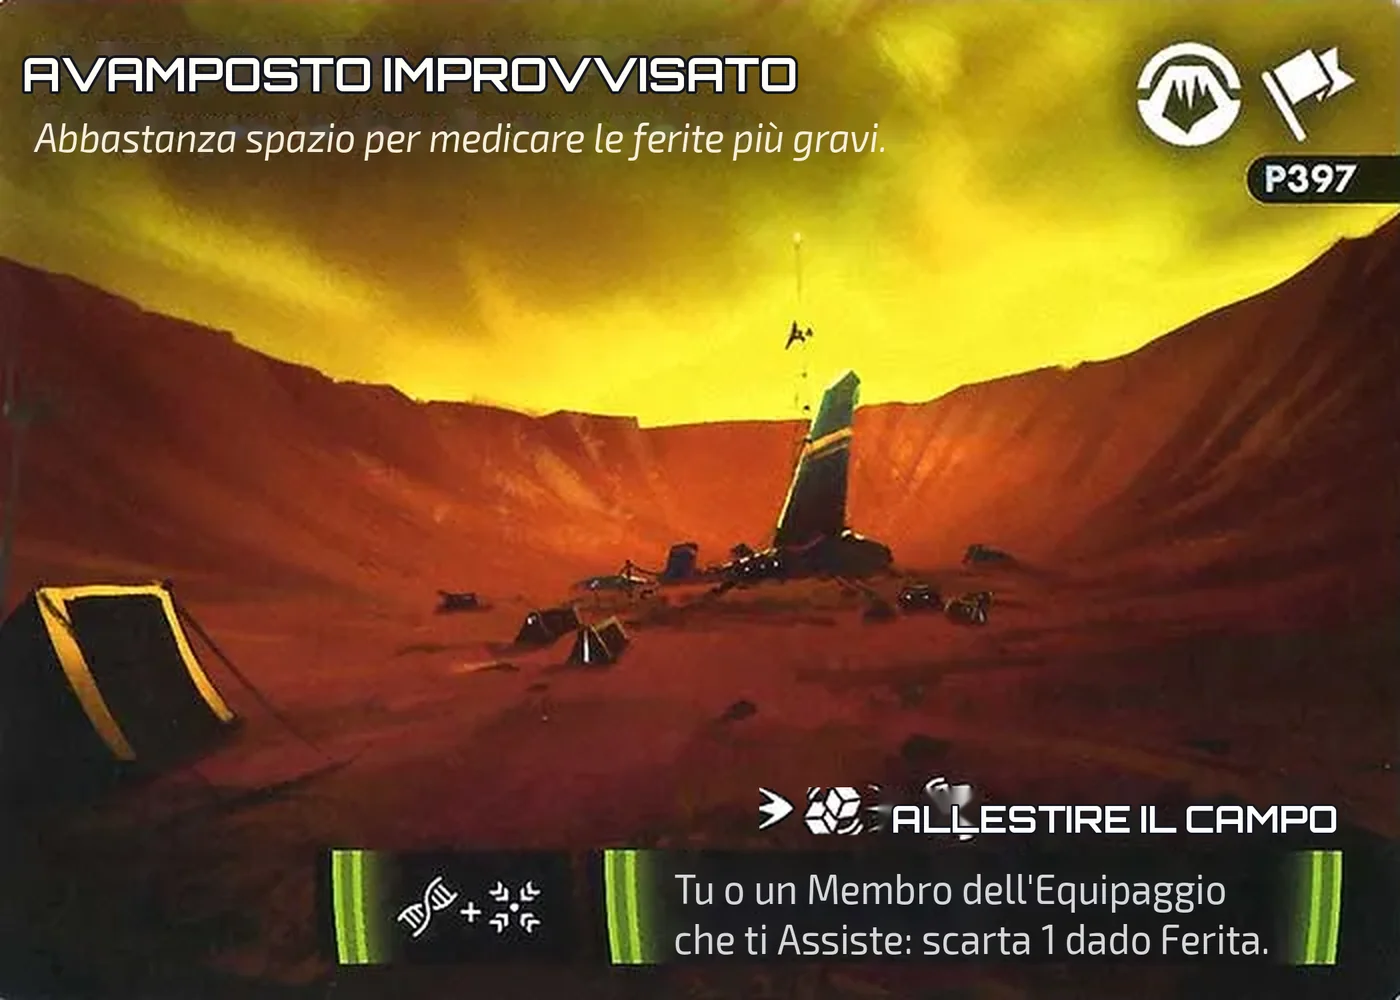 AVAMPOSTO IMPROVVISATO
Abbastanza spazio per medicare le ferite più gravi.
P397
ALLESTIRE IL CAMPO
+
Tu o un Membro dell'Equipaggio
che ti Assiste: scarta 1 dado Ferita.